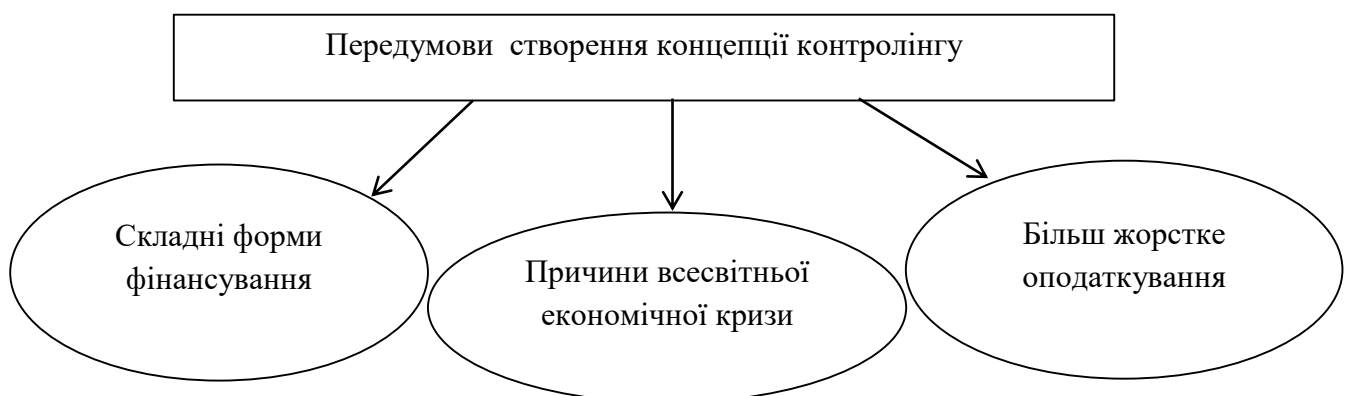 Передумови створення концепції контролінгу
Складні форми
фінансування
Причини всесвітньої
економічної кризи
Більш жорстке
оподаткування